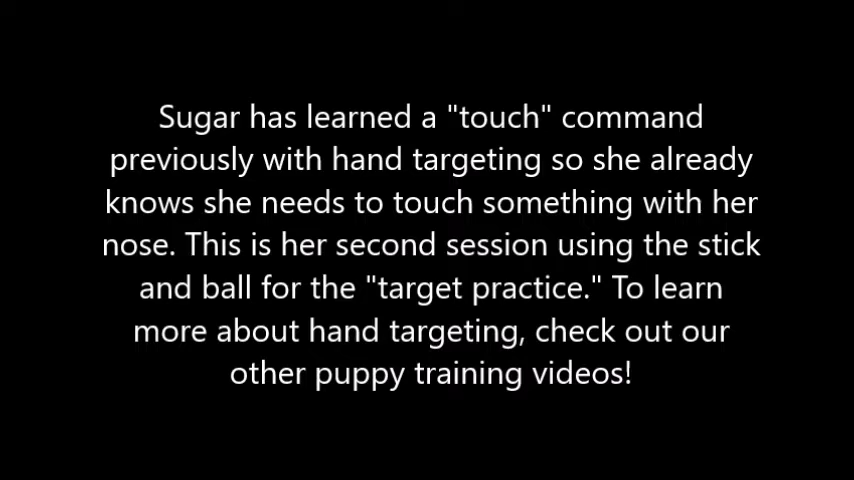 Sugar has learned a "touch" command
previously with hand targeting so she already
knows she needs to touch something with her
nose. This is her second session using the stick
and ball for the "target practice." To learn
more about hand targeting, check out our
other puppy training videos!